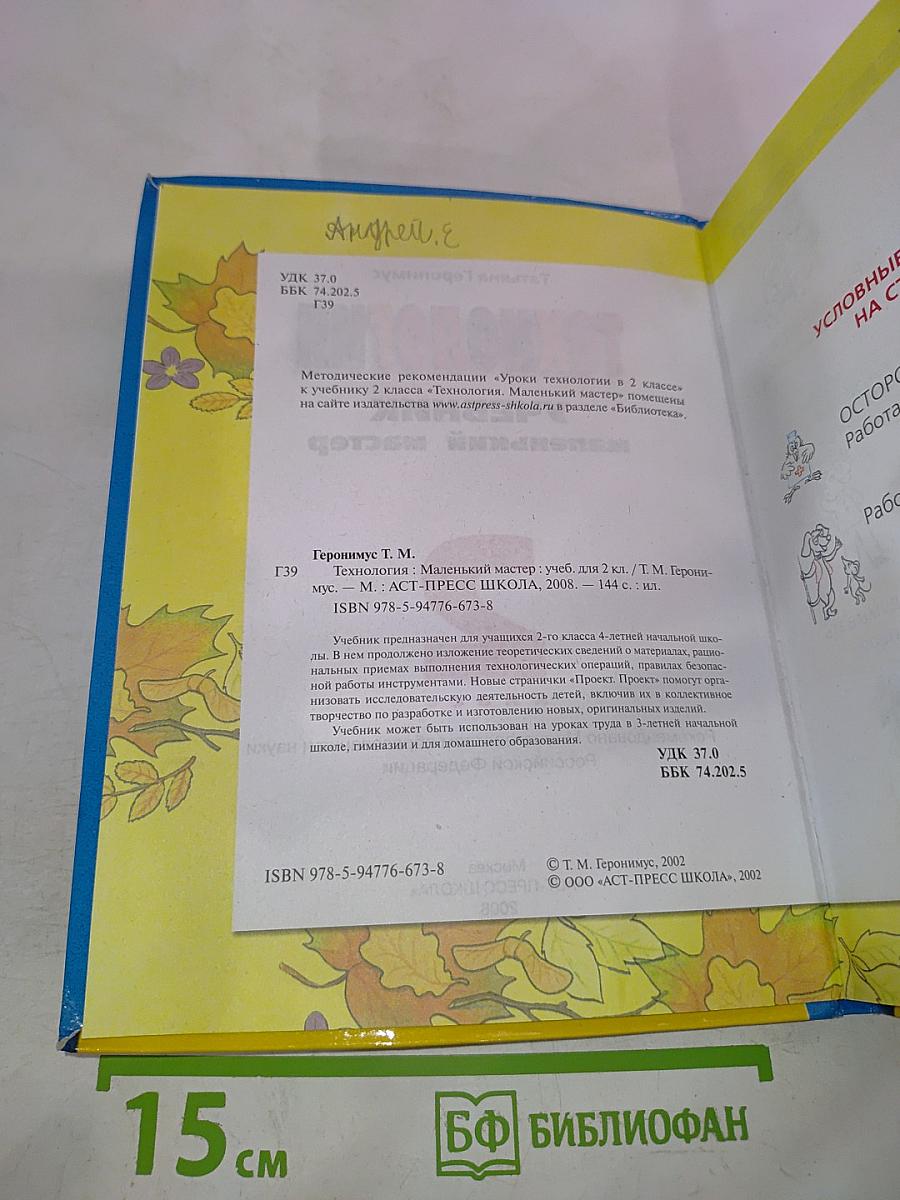 Андрей. Е
УДК 37.0
ББК 74.202.5
Г39
Методические рекомендации «Уроки технологии в 2 классе»
к учебнику 2 класса «Технология. Маленький мастер» помещены
на сайте издательства www.astpress-shkola.ru в разделе «Библиотека».
Геронимус Т. М.
Г39 Технология : Маленький мастер : учеб. для 2 кл. / Т. М. Герони-
мус. — М. : АСТ-ПРЕСС ШКОЛА, 2008. — 144 с. : ил.
ISBN 978-5-94776-673-8
Учебник предназначен для учащихся 2-го класса 4-летней начальной шко-
лы. В нем продолжено изложение теоретических сведений о материалах, рацио-
нальных приемах выполнения технологических операций, правилах безопас-
ной работы инструментами. Новые странички «Проект. Проект» помогут орга-
низовать исследовательскую деятельность детей, включив их в коллективное
творчество по разработке и изготовлению новых, оригинальных изделий.
Учебник может быть использован на уроках труда в 3-летней начальной
школе, гимназии и для домашнего образования.
УДК 37.0
ББК 74.202.5
ISBN 978-5-94776-673-8
© Т. М. Геронимус, 2002
© ООО «АСТ-ПРЕСС ШКОЛА», 2002
УСЛОВНЫЕ
НА СТ
ОСТОРО
Работа
Рабо
15 см
БФ БИБЛИОФАН